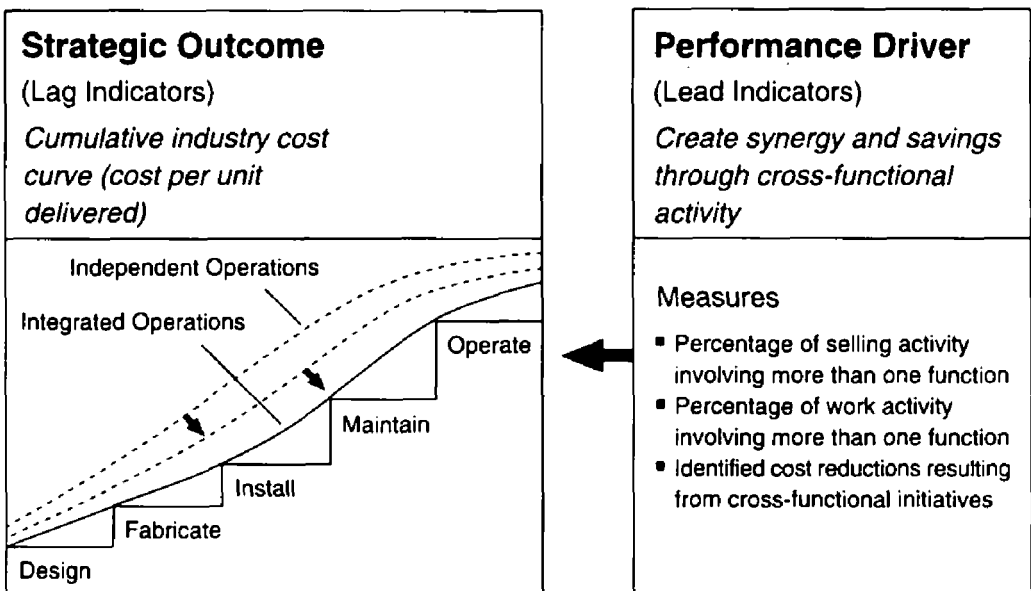 Strategic Outcome
(Lag Indicators)
Cumulative industry cost
curve (cost per unit
delivered)
Independent Operations
Integrated Operations
Operate
Maintain
Install
Fabricate
Design
Performance Driver
(Lead Indicators)
Create synergy and savings
through cross-functional
activity
Measures
▪ Percentage of selling activity
involving more than one function
▪ Percentage of work activity
involving more than one function
▪ Identified cost reductions resulting
from cross-functional initiatives